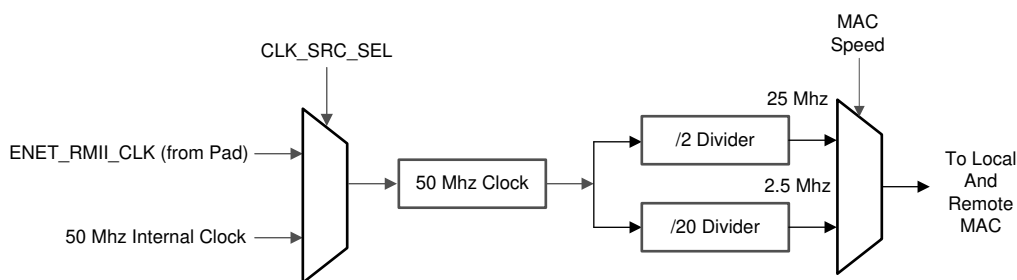 MAC
Speed
CLK_SRC_SEL
25 Mhz
/2 Divider
ENET_RMII_CLK (from Pad)
50 Mhz Clock
2.5 Mhz
To Local
And
Remote
MAC
/20 Divider
50 Mhz Internal Clock